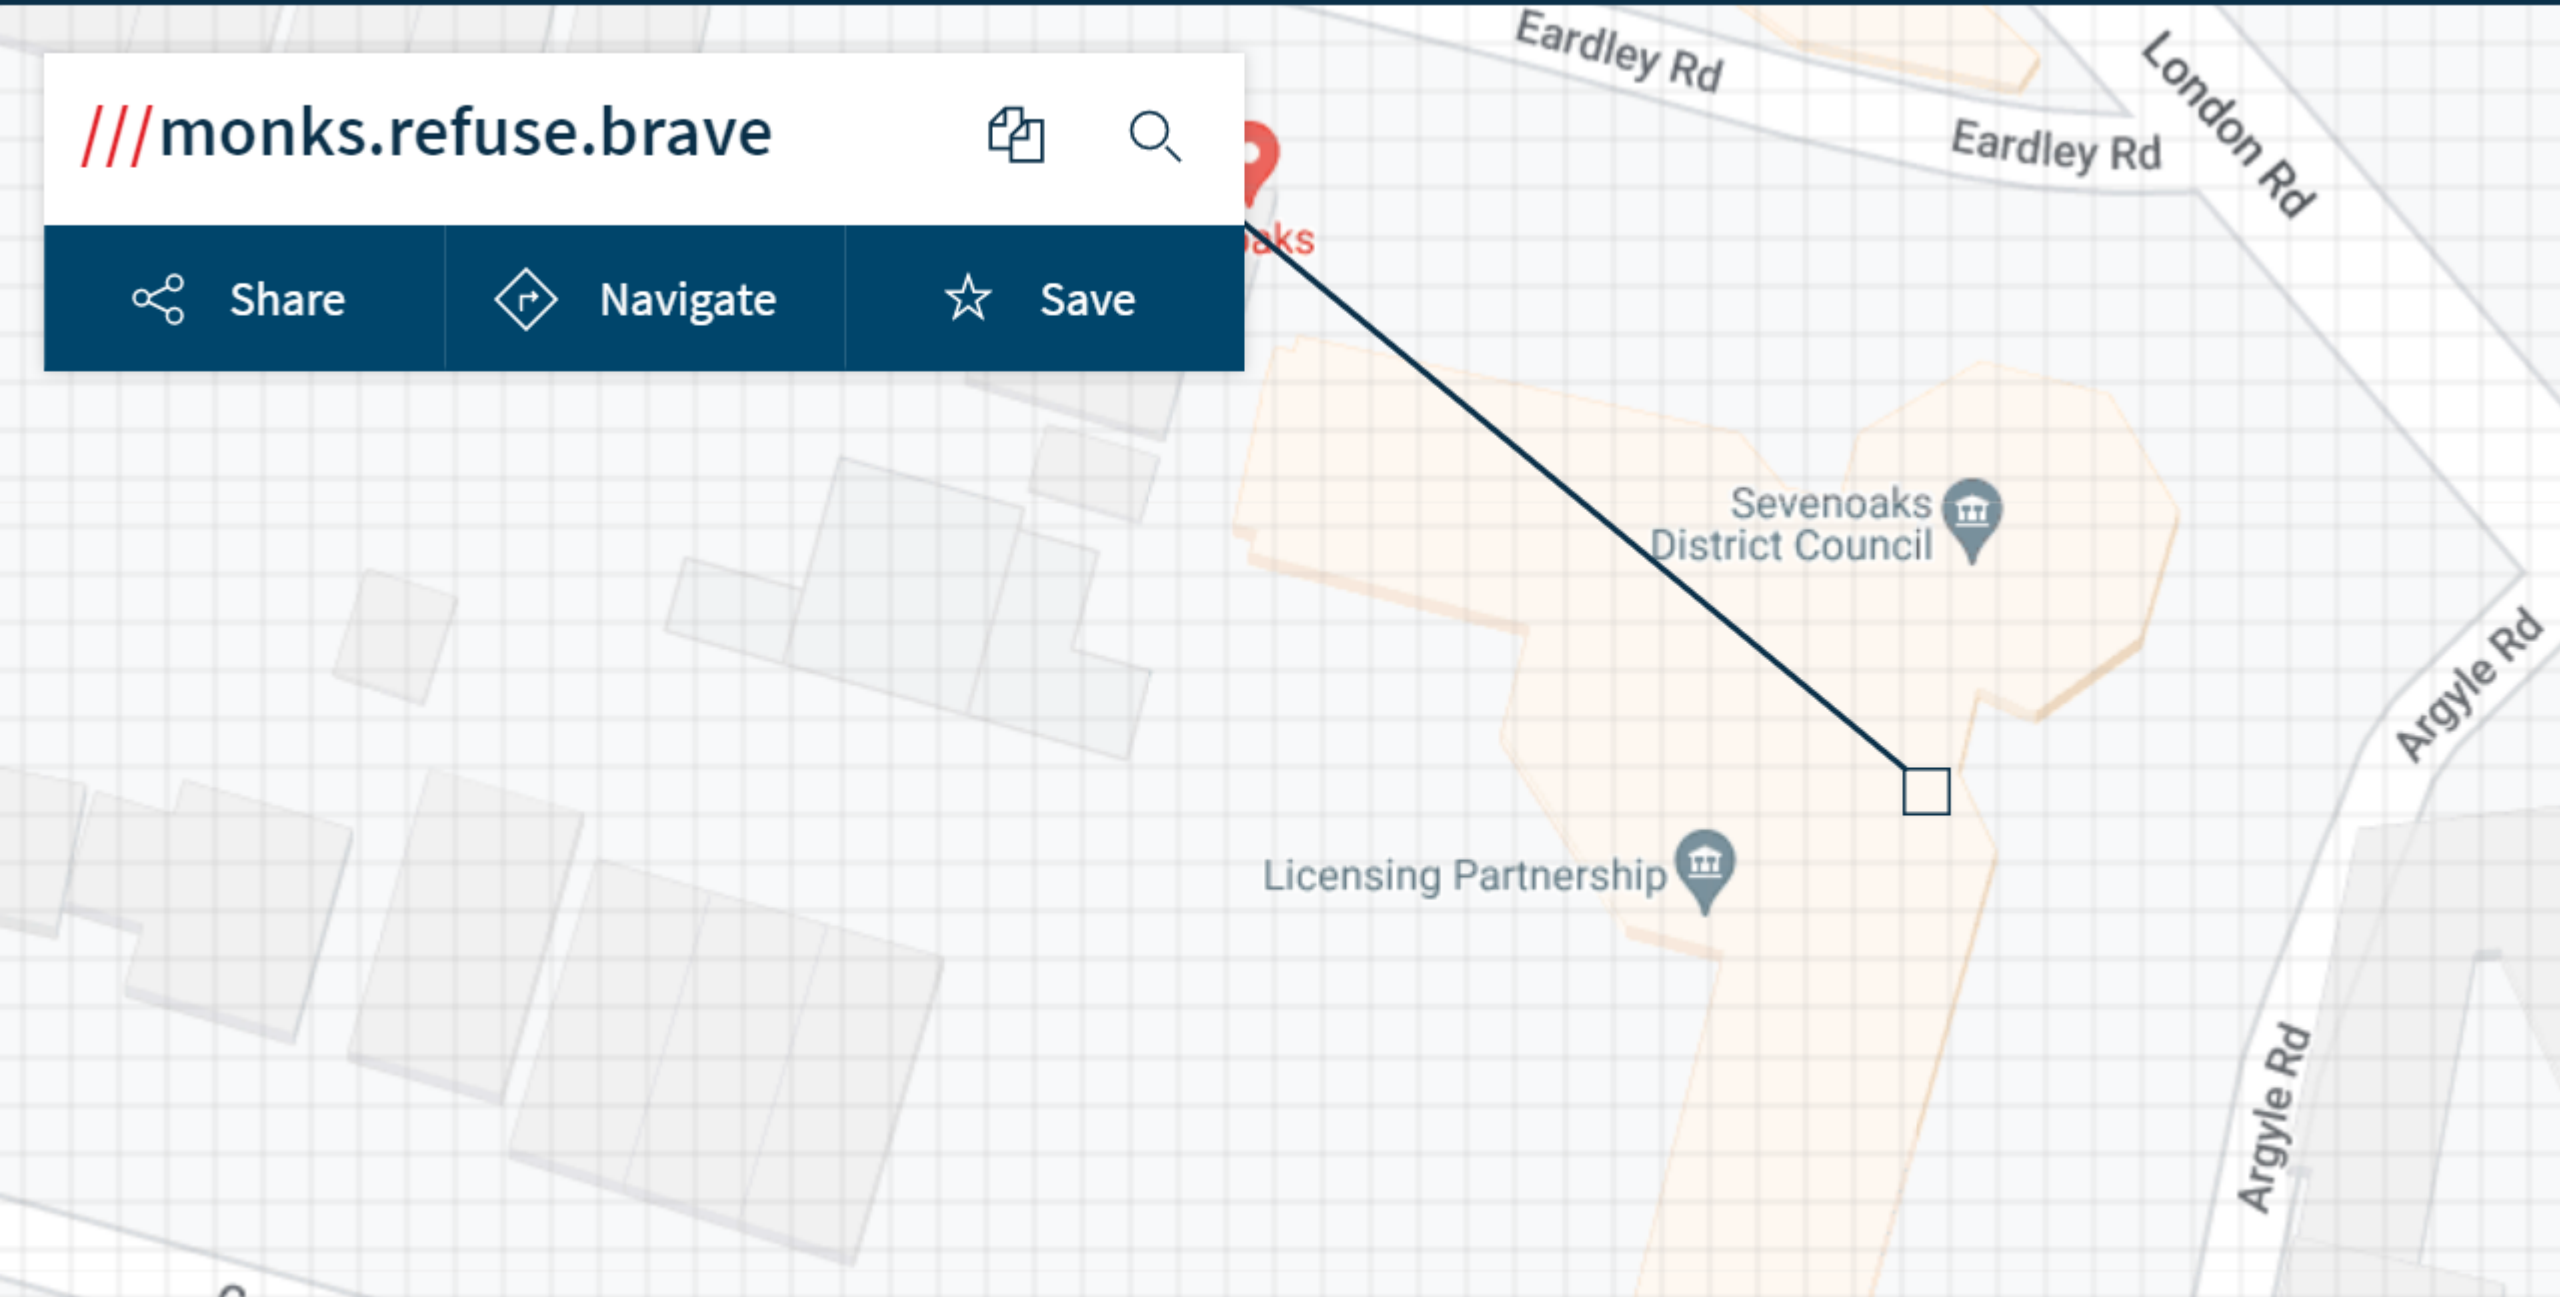 ///monks.refuse.brave
Share
Navigate
Save
Eardley Rd
Eardley Rd
London Rd
Sevenoaks
District Council
Argyle Rd
Licensing Partnership
Argyle Rd